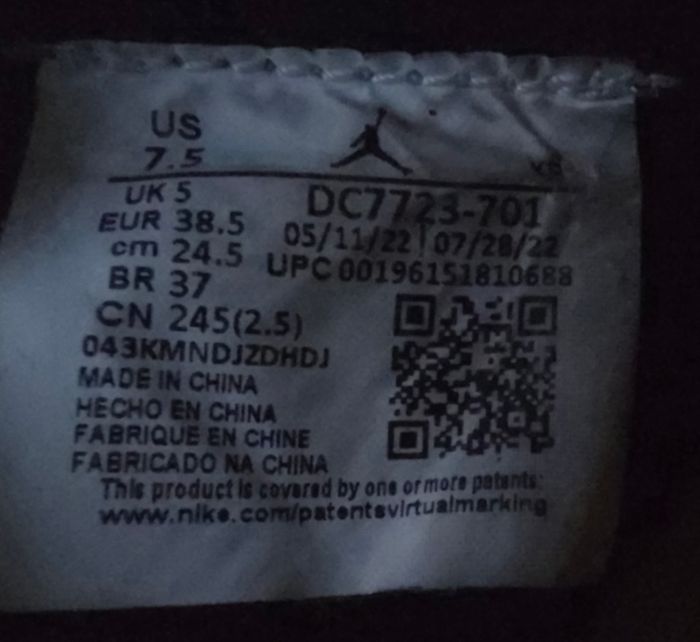 US
7.5
UK 5
EUR 38.5
cm 24.5
BR 37
CN 245(2.5)
DC7723-701
05/11/22 07/28/22
UPC 00196151810688
043KMNDJZDHDJ
MADE IN CHINA
HECHO EN CHINA
FABRIQUE EN CHINE
FABRICADO NA CHINA
This product is covered by one or more patents:
www.nike.com/patentsvirtualmarking